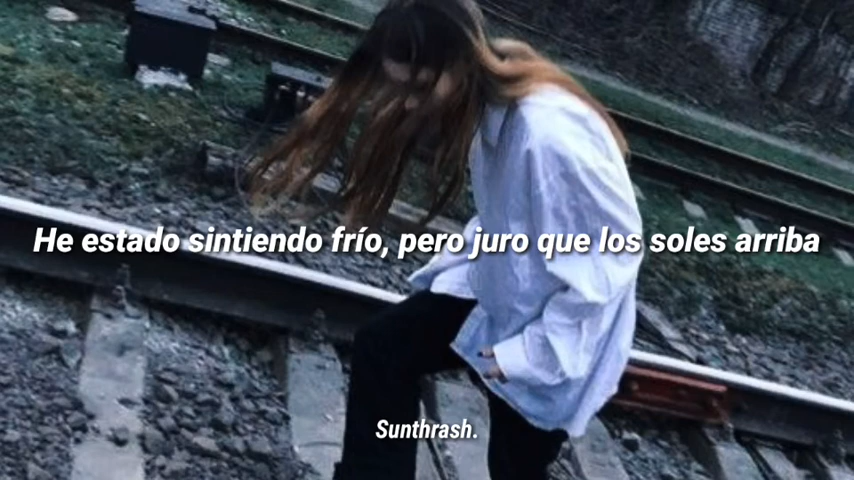 He estado sintiendo frío, pero juro que los soles arriba
Sunthrash.